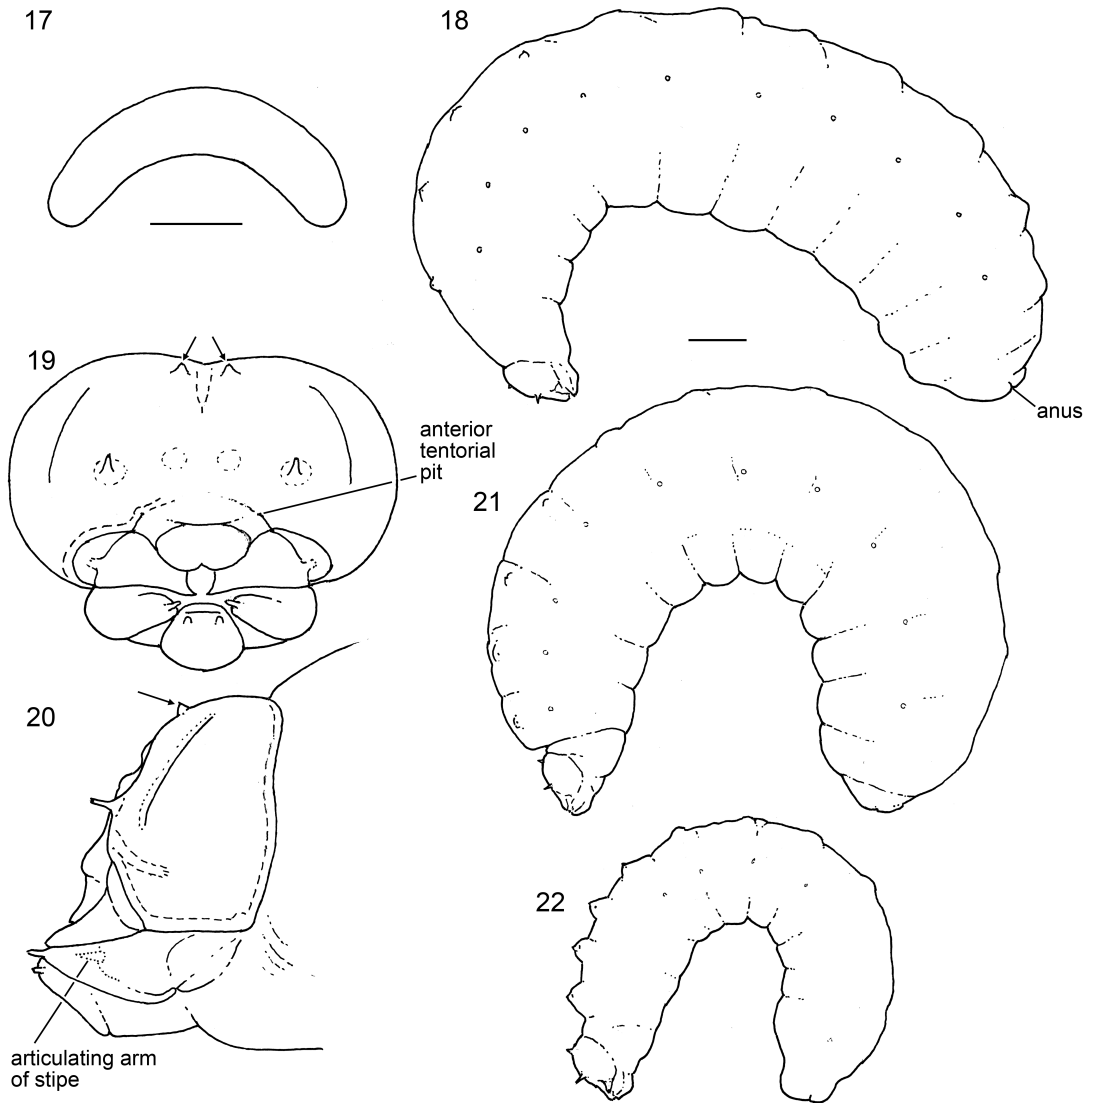 17
18
19
anterior
tentorial
pit
anus
21
20
22
articulating arm
of stipe